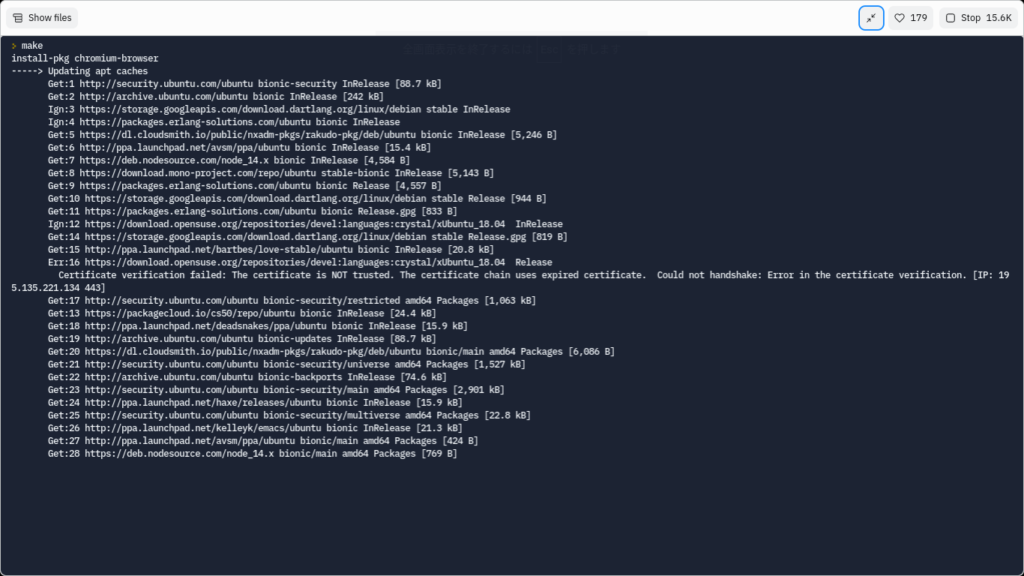 Show files
179
Stop 15.6K
> make
install-pkg chromium-browser
-----> Updating apt caches
Get:1 http://security.ubuntu.com/ubuntu bionic-security InRelease [88.7 kB]
Get:2 http://archive.ubuntu.com/ubuntu bionic InRelease [242 kB]
Ign:3 https://storage.googleapis.com/download.dartlang.org/linux/debian stable InRelease
Ign:4 https://packages.erlang-solutions.com/ubuntu bionic InRelease
Get:5 https://dl.cloudsmith.io/public/nxadm-pkgs/rakudo-pkg/deb/ubuntu bionic InRelease [5,246 B]
Get:6 http://ppa.launchpad.net/avsm/ppa/ubuntu bionic InRelease [15.4 kB]
Get:7 https://deb.nodesource.com/node_14.x bionic InRelease [4,584 B]
Get:8 https://download.mono-project.com/repo/ubuntu stable-bionic InRelease [5,143 B]
Get:9 https://packages.erlang-solutions.com/ubuntu bionic Release [4,557 B]
Get:10 https://storage.googleapis.com/download.dartlang.org/linux/debian stable Release [944 B]
Get:11 https://packages.erlang-solutions.com/ubuntu bionic Release.gpg [833 B]
Ign:12 https://download.opensuse.org/repositories/devel:languages:crystal/xUbuntu_18.04  InRelease
Get:14 https://storage.googleapis.com/download.dartlang.org/linux/debian stable Release.gpg [819 B]
Get:15 http://ppa.launchpad.net/bartbes/love-stable/ubuntu bionic InRelease [20.8 kB]
Err:16 https://download.opensuse.org/repositories/devel:languages:crystal/xUbuntu_18.04  Release
Certificate verification failed: The certificate is NOT trusted. The certificate chain uses expired certificate.  Could not handshake: Error in the certificate verification. [IP: 19
5.135.221.134 443]
Get:17 http://security.ubuntu.com/ubuntu bionic-security/restricted amd64 Packages [1,063 kB]
Get:13 https://packagecloud.io/cs50/repo/ubuntu bionic InRelease [24.4 kB]
Get:18 http://ppa.launchpad.net/deadsnakes/ppa/ubuntu bionic InRelease [15.9 kB]
Get:19 http://archive.ubuntu.com/ubuntu bionic-updates InRelease [88.7 kB]
Get:20 https://dl.cloudsmith.io/public/nxadm-pkgs/rakudo-pkg/deb/ubuntu bionic/main amd64 Packages [6,086 B]
Get:21 http://security.ubuntu.com/ubuntu bionic-security/universe amd64 Packages [1,527 kB]
Get:22 http://archive.ubuntu.com/ubuntu bionic-backports InRelease [74.6 kB]
Get:23 http://security.ubuntu.com/ubuntu bionic-security/main amd64 Packages [2,901 kB]
Get:24 http://ppa.launchpad.net/haxe/releases/ubuntu bionic InRelease [15.9 kB]
Get:25 http://security.ubuntu.com/ubuntu bionic-security/multiverse amd64 Packages [22.8 kB]
Get:26 http://ppa.launchpad.net/kelleyk/emacs/ubuntu bionic InRelease [21.3 kB]
Get:27 http://ppa.launchpad.net/avsm/ppa/ubuntu bionic/main amd64 Packages [424 B]
Get:28 https://deb.nodesource.com/node_14.x bionic/main amd64 Packages [769 B]